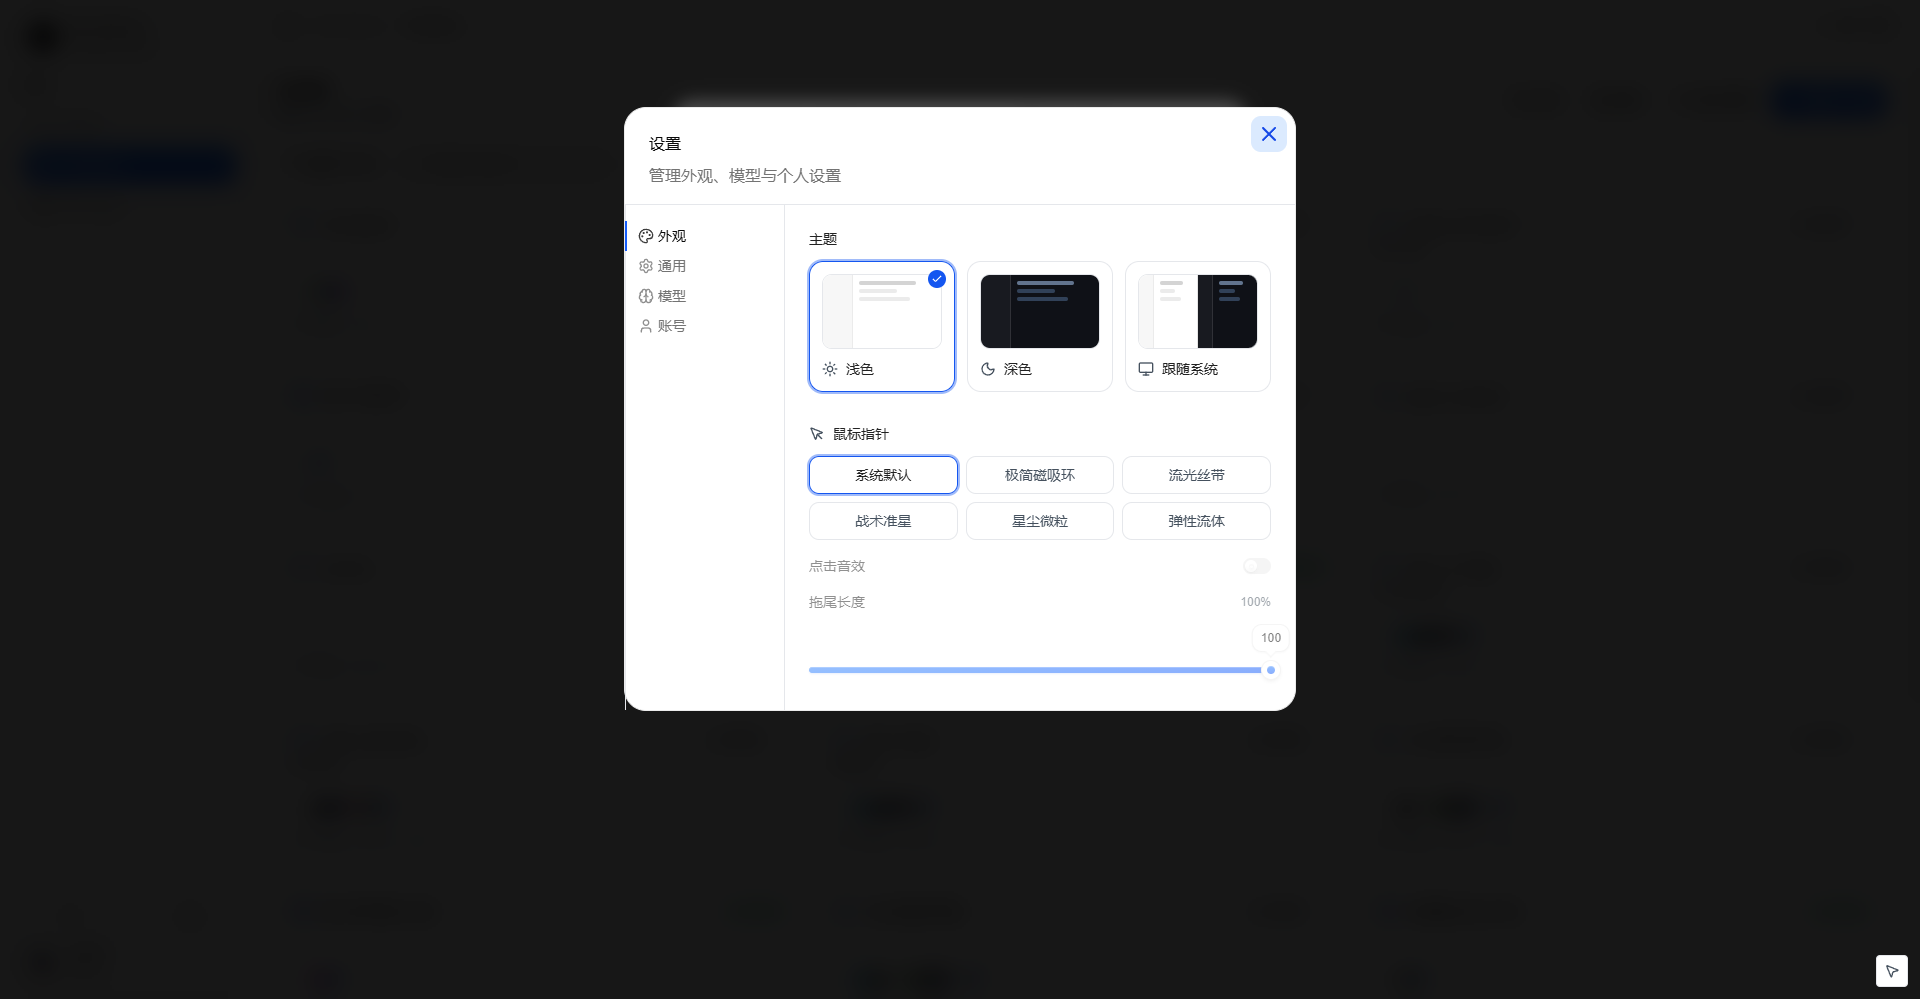 设置
管理外观、模型与个人设置
外观
通用
模型
账号
主题
浅色
深色
跟随系统
鼠标指针
系统默认
极简磁吸环
流光丝带
战术准星
星尘微粒
弹性流体
点击音效
拖尾长度
100%
100